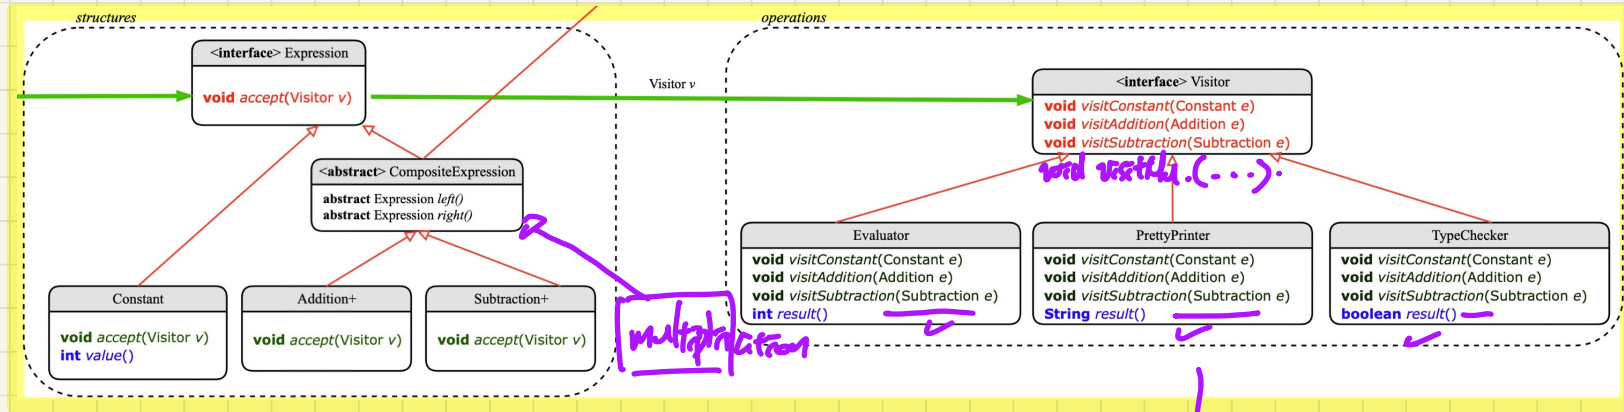 structures
<interface> Expression
void accept(Visitor v)
<abstract> CompositeExpression
abstract Expression left()
abstract Expression right()
Constant
void accept(Visitor v)
int value()
Addition+
void accept(Visitor v)
Subtraction+
void accept(Visitor v)
multiplication
Visitor v
operations
<interface> Visitor
void visitConstant(Constant e)
void visitAddition(Addition e)
void visitSubtraction(Subtraction e)
void (...).
Evaluator
void visitConstant(Constant e)
void visitAddition(Addition e)
void visitSubtraction(Subtraction e)
int result()
PrettyPrinter
void visitConstant(Constant e)
void visitAddition(Addition e)
void visitSubtraction(Subtraction e)
String result()
TypeChecker
void visitConstant(Constant e)
void visitAddition(Addition e)
void visitSubtraction(Subtraction e)
boolean result()